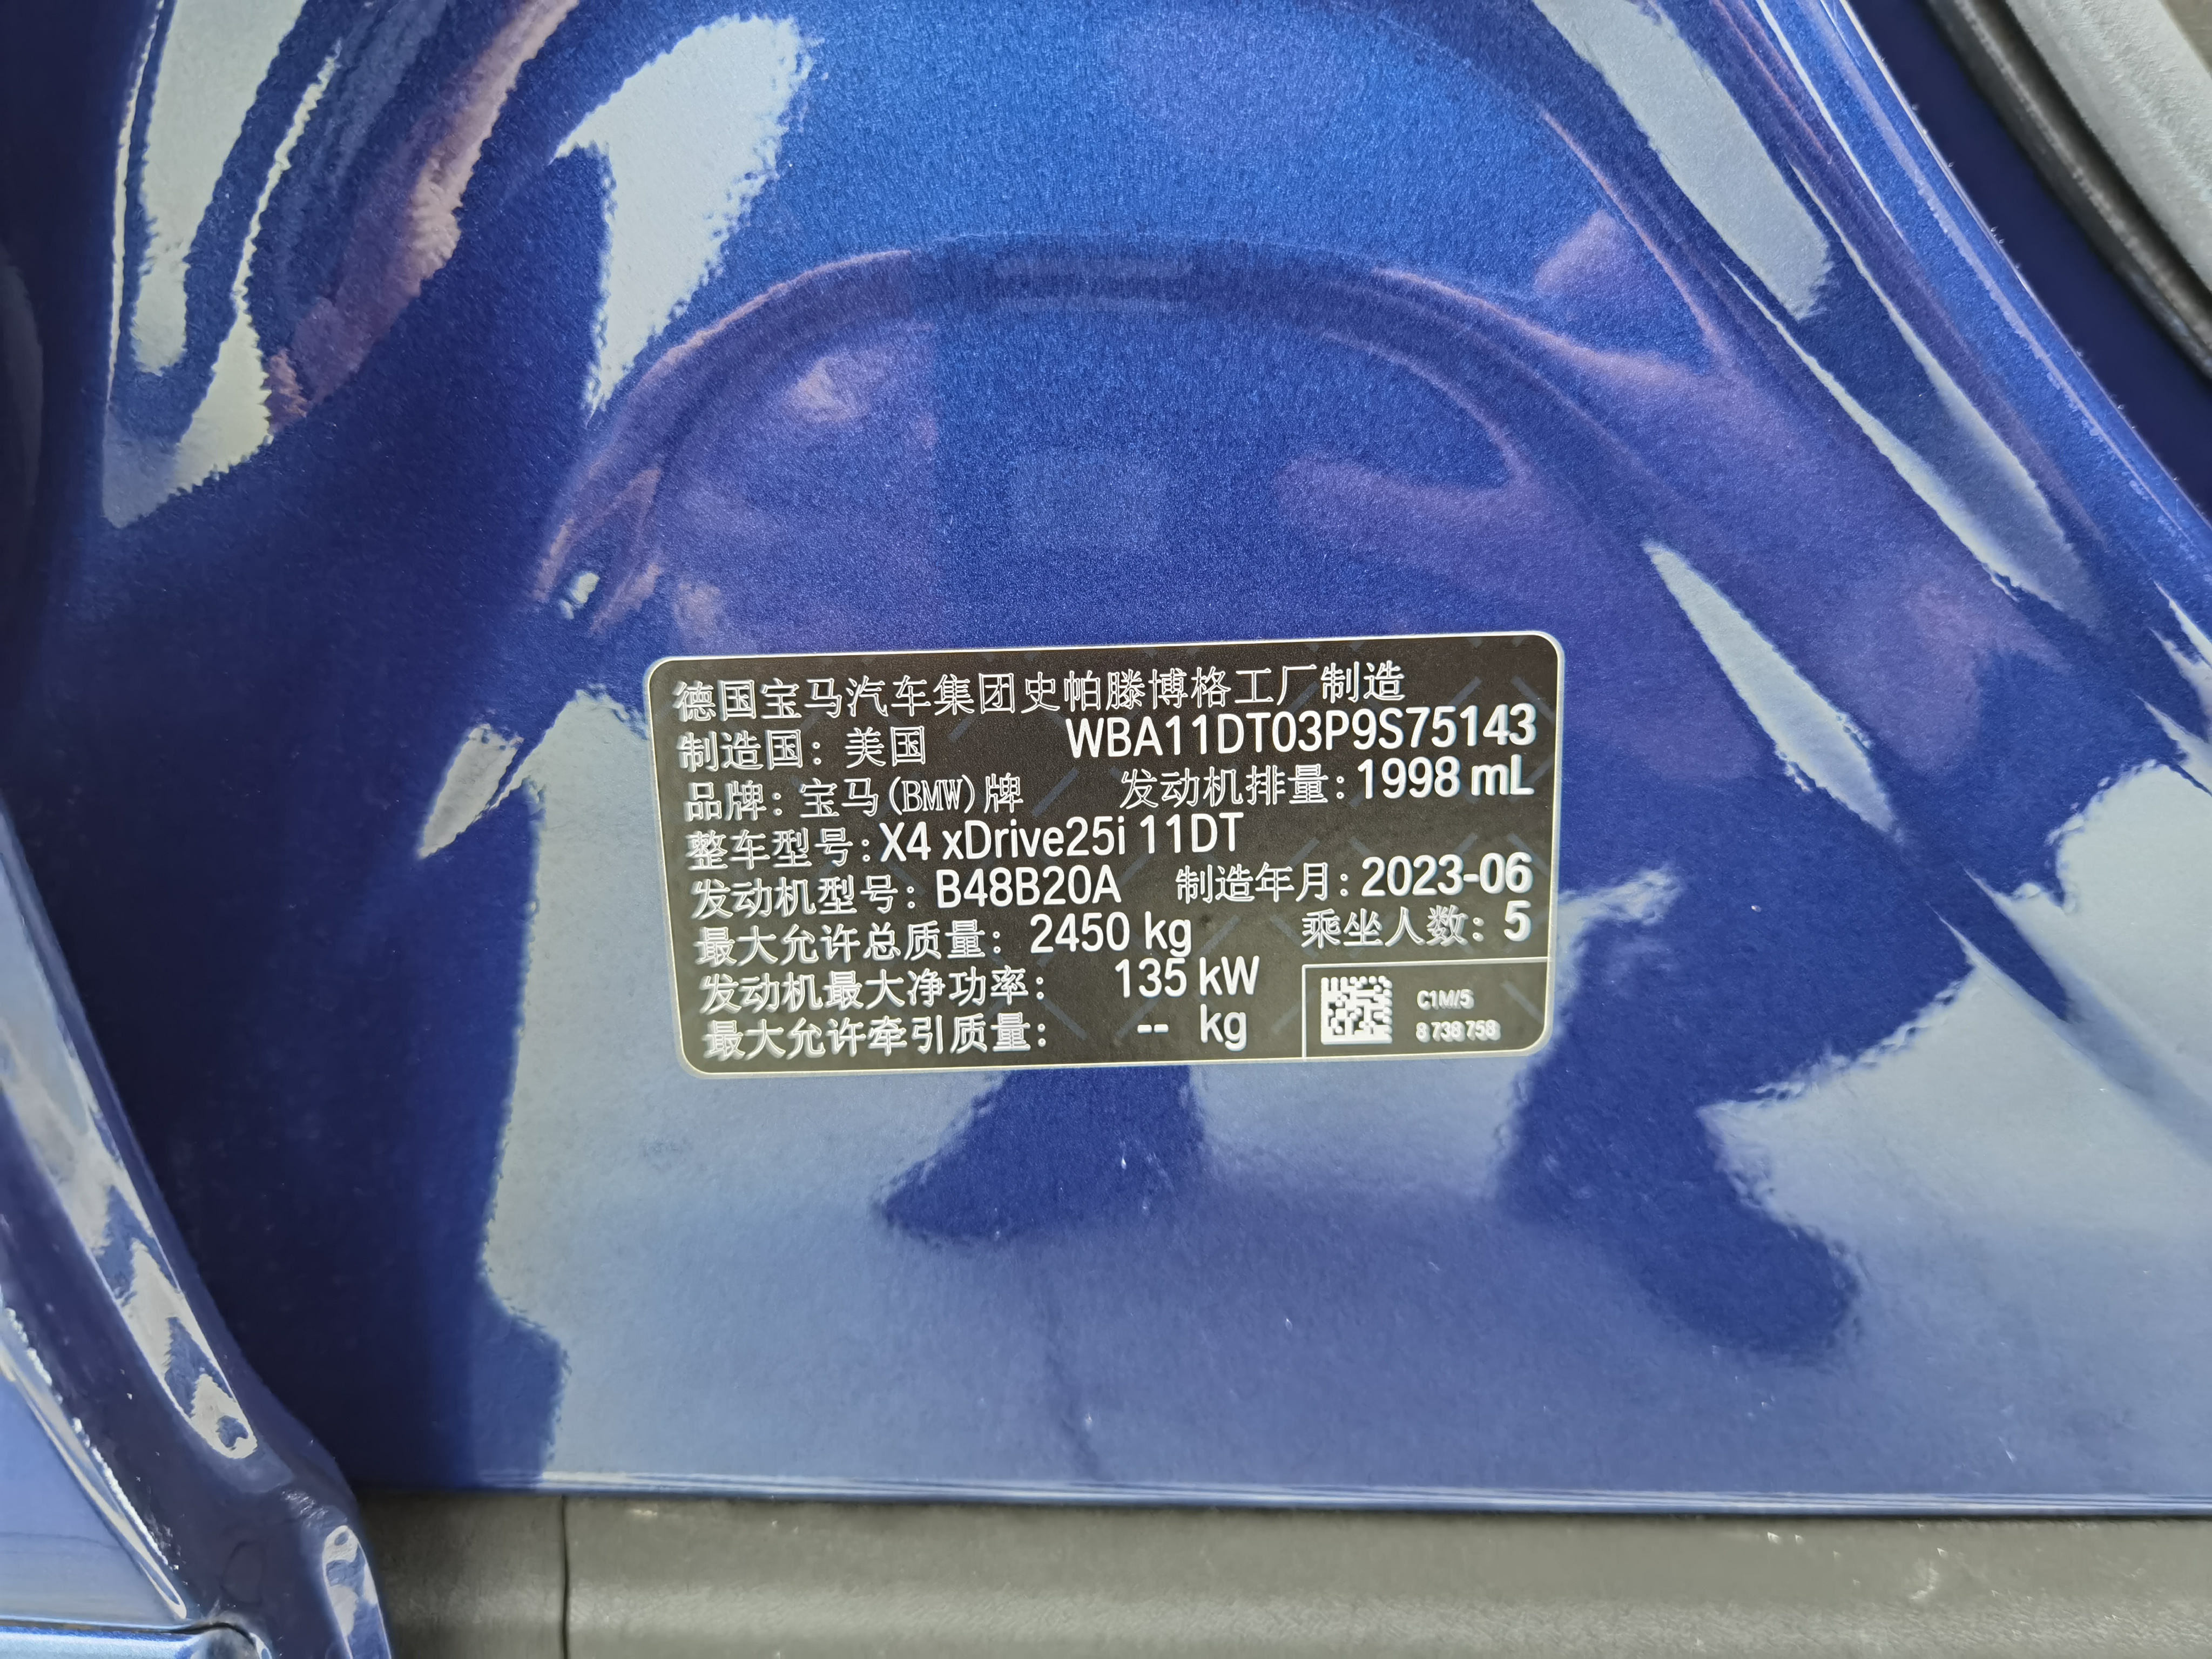 德国宝马汽车集团史帕滕博格工厂制造
制造国：美国 WBA11DT03P9S75143
品牌：宝马(BMW)牌 发动机排量：1998 mL
整车型号：X4 xDrive25i 11DT
发动机型号：B48B20A 制造年月：2023-06
最大允许总质量：2450 kg 乘坐人数：5
发动机最大净功率：135 kW
最大允许牵引质量：-- kg
C1M/5
8 738 758